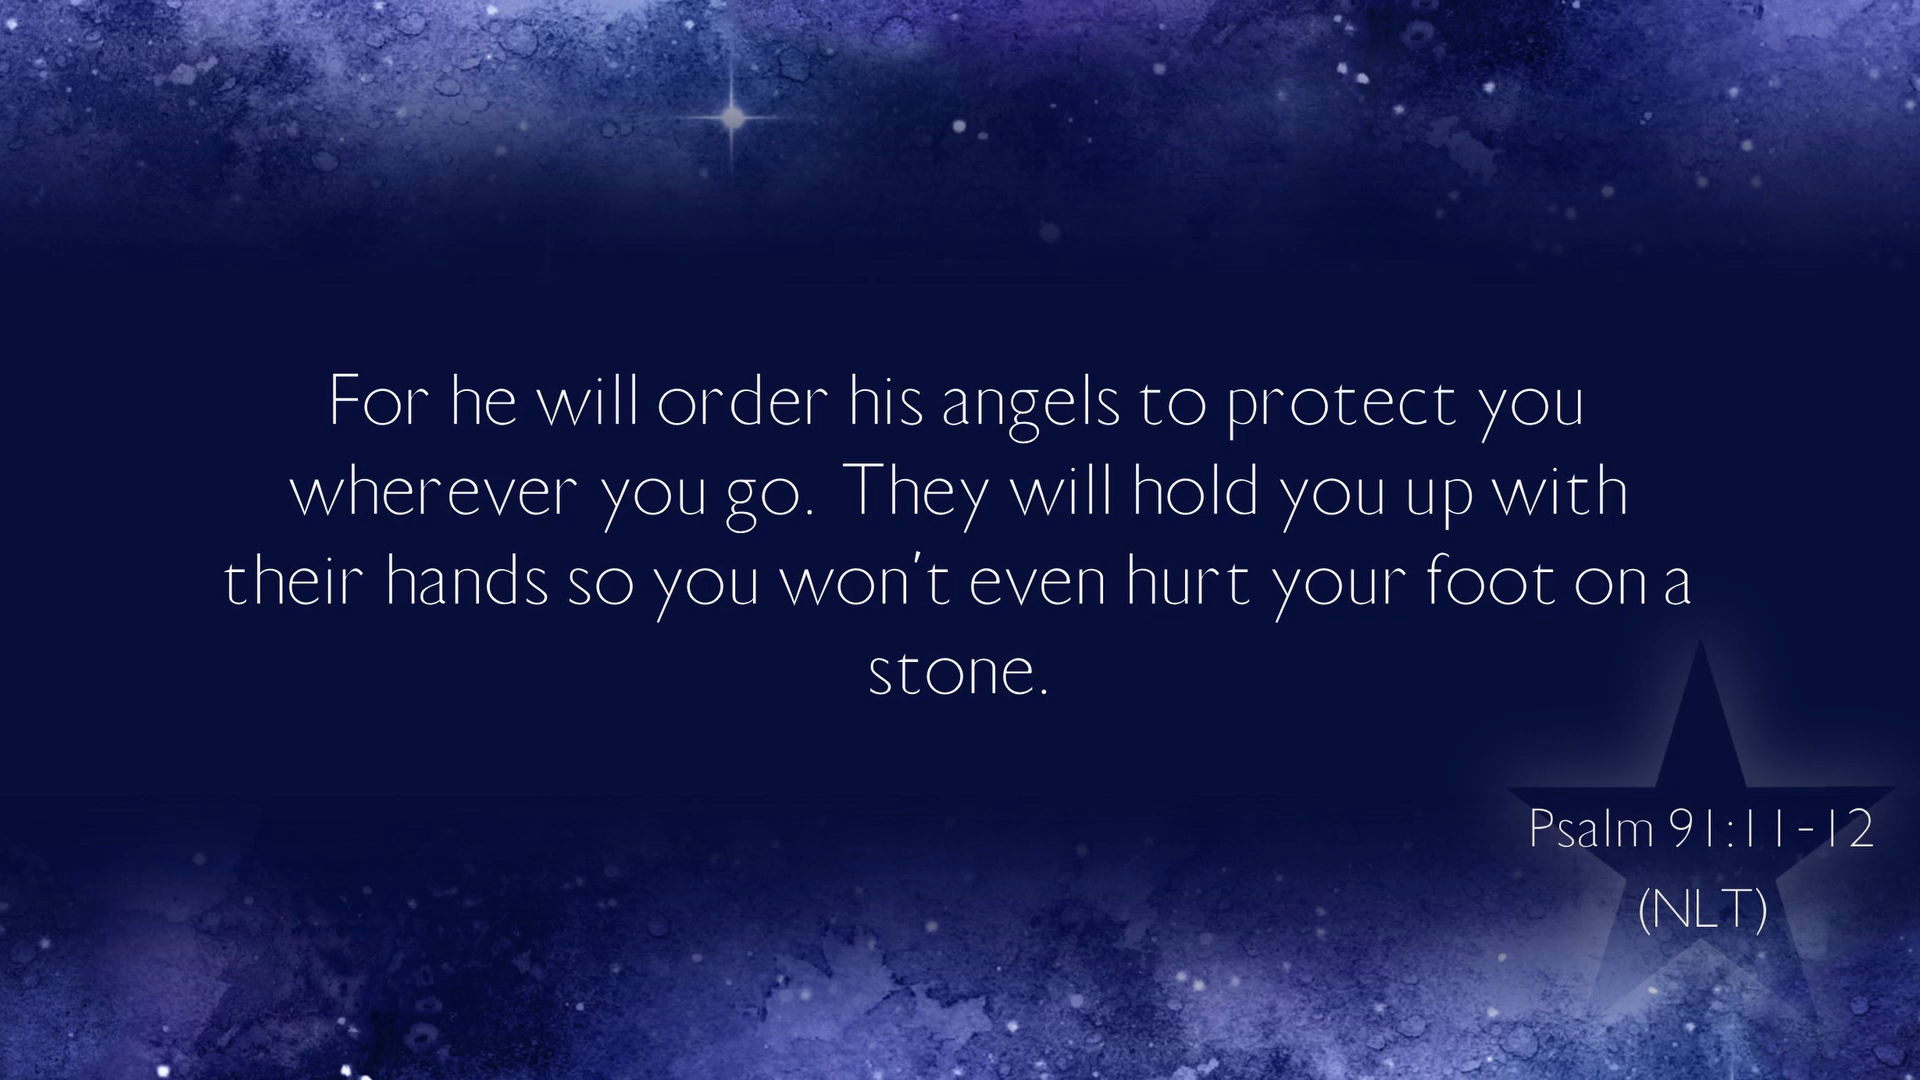 For he will order his angels to protect you
wherever you go. They will hold you up with
their hands so you won't even hurt your foot on a
stone.
Psalm 91:11-12
(NLT)